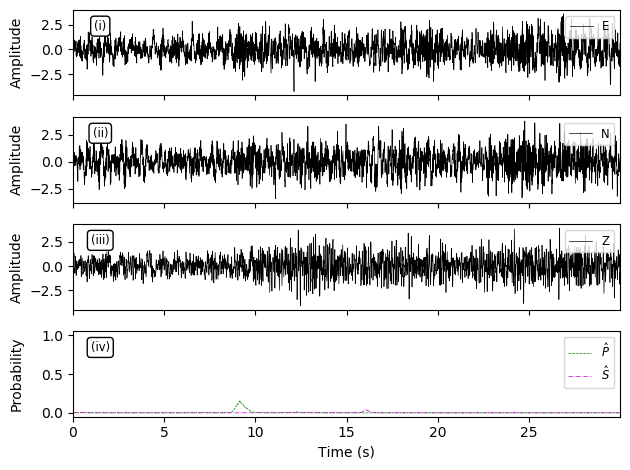 (i)
E
Amplitude
2.5
0.0
−2.5
(ii)
N
Amplitude
2.5
0.0
−2.5
(iii)
Z
Amplitude
2.5
0.0
−2.5
(iv)
P̂
Ŝ
Probability
1.0
0.5
0.0
0 5 10 15 20 25
Time (s)